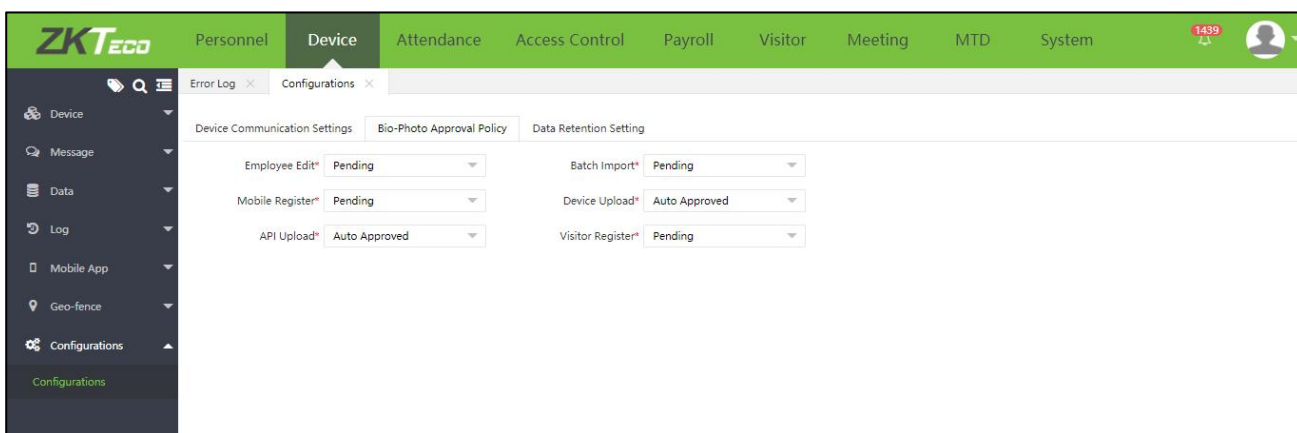 ZKTECO Personnel Device Attendance Access Control Payroll Visitor Meeting MTD System 1439
Error Log Configurations
Device
Device Communication Settings Bio-Photo Approval Policy Data Retention Setting
Message
Employee Edit* Pending Batch Import* Pending
Data
Mobile Register* Pending Device Upload* Auto Approved
Log
API Upload* Auto Approved Visitor Register* Pending
Mobile App
Geo-fence
Configurations
Configurations